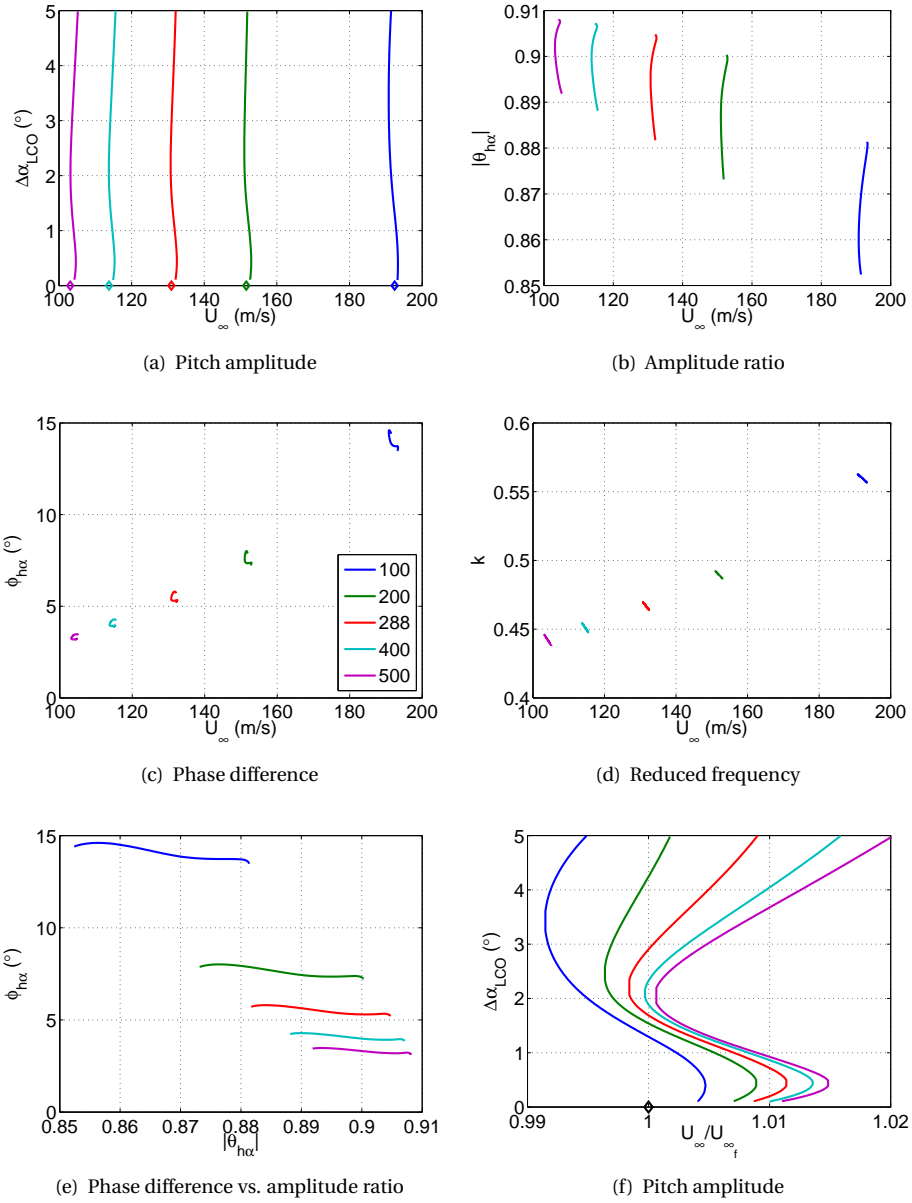 5
4
3
2
1
0
Δα_LCO (°)
100 120 140 160 180 200
U_∞ (m/s)
(a) Pitch amplitude
0.91
0.9
0.89
0.88
0.87
0.86
0.85
|θ_hα|
100 120 140 160 180 200
U_∞ (m/s)
(b) Amplitude ratio
15
10
5
0
ϕ_hα (°)
100 120 140 160 180 200
U_∞ (m/s)
100
200
288
400
500
(c) Phase difference
0.6
0.55
0.5
0.45
0.4
k
100 120 140 160 180 200
U_∞ (m/s)
(d) Reduced frequency
15
10
5
0
ϕ_hα (°)
0.85 0.86 0.87 0.88 0.89 0.9 0.91
|θ_hα|
(e) Phase difference vs. amplitude ratio
5
4
3
2
1
0
Δα_LCO (°)
0.99 1 1.01 1.02
U_∞/U_∞_f
(f) Pitch amplitude